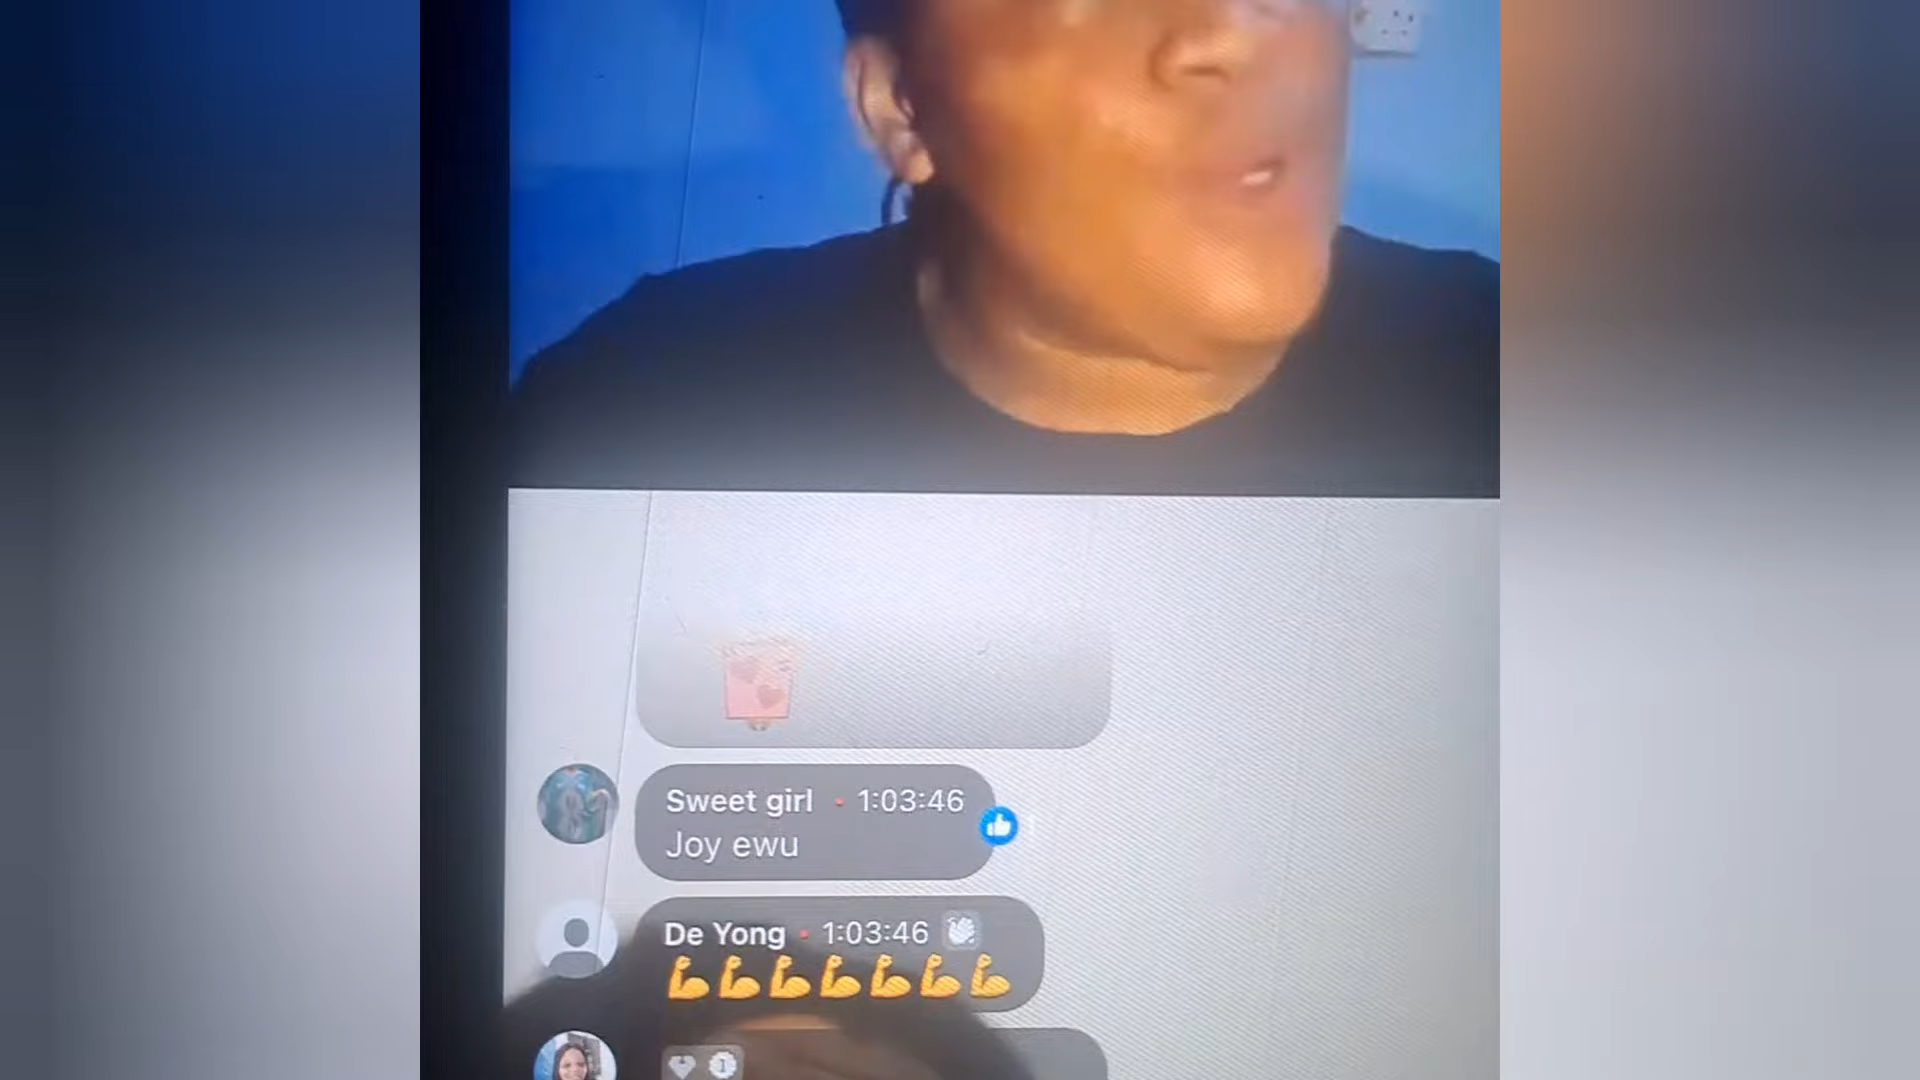 Sweet girl • 1:03:46
Joy ewu
De Yong • 1:03:46
💪💪💪💪💪💪💪